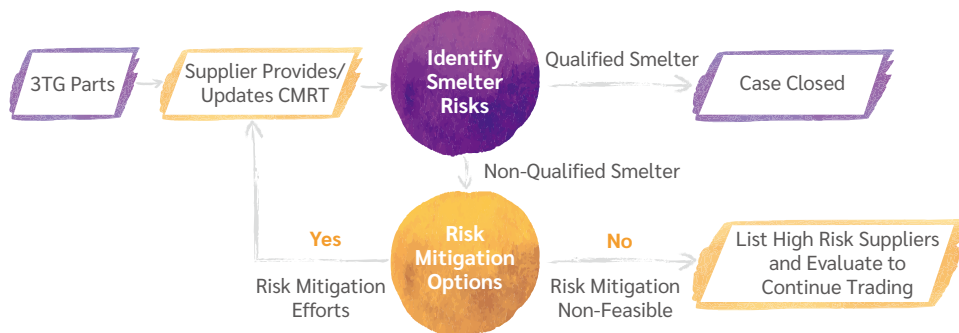 3TG Parts
Supplier Provides/
Updates CMRT
Identify
Smelter
Risks
Qualified Smelter
Case Closed
Non-Qualified Smelter
Yes
Risk Mitigation
Efforts
Risk
Mitigation
Options
No
Risk Mitigation
Non-Feasible
List High Risk Suppliers
and Evaluate to
Continue Trading